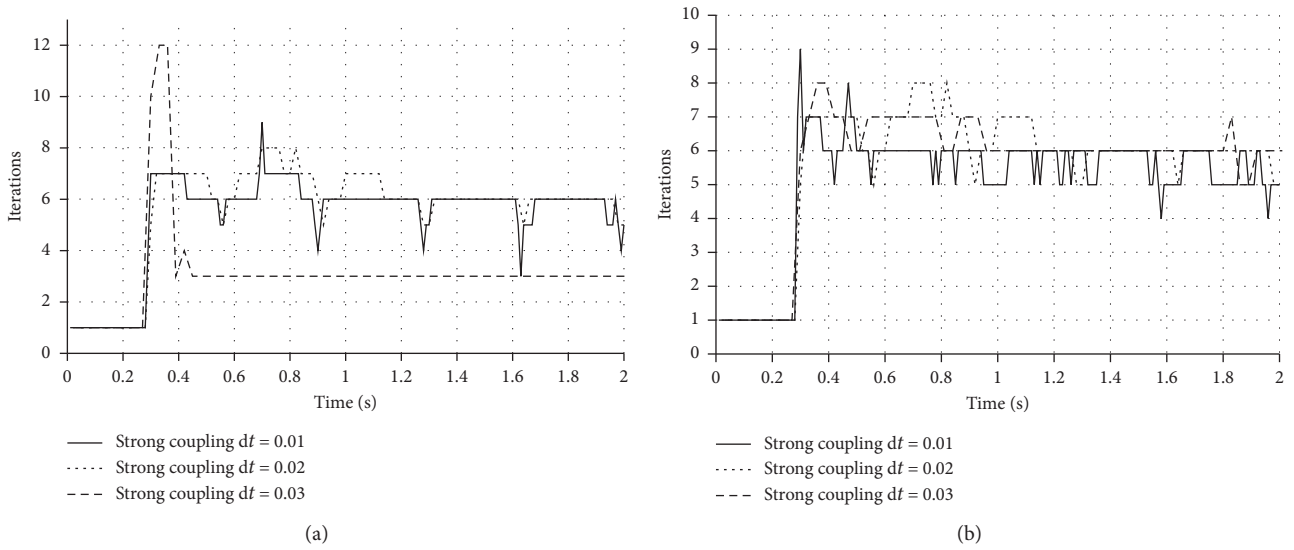 12
10
8
6
4
2
0
Iterations
0 0.2 0.4 0.6 0.8 1 1.2 1.4 1.6 1.8 2
Time (s)
Strong coupling dt = 0.01
Strong coupling dt = 0.02
Strong coupling dt = 0.03
(a)
10
9
8
7
6
5
4
3
2
1
0
Iterations
0 0.2 0.4 0.6 0.8 1 1.2 1.4 1.6 1.8 2
Time (s)
Strong coupling dt = 0.01
Strong coupling dt = 0.02
Strong coupling dt = 0.03
(b)